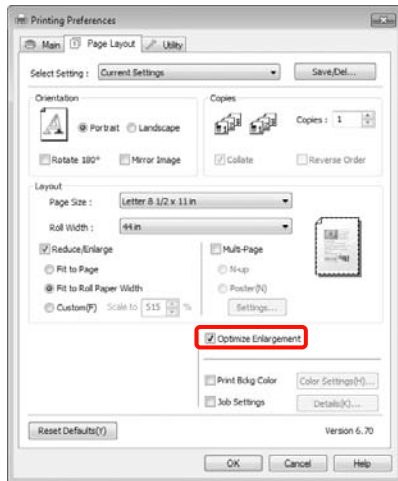 Printing Preferences
Main
Page Layout
Utility
Select Setting :
Current Settings
Save/Del...
Orientation
Copies
Portrait
Landscape
Copies :
1
Rotate 180°
Mirror Image
Collate
Reverse Order
Layout
Page Size :
Letter 8 1/2 x 11 in
Roll Width :
44 in
Reduce/Enlarge
Multi-Page
Fit to Page
N-up
Fit to Roll Paper Width
Poster(N)
Custom(F)
Scale to
515
%
Settings...
Optimize Enlargement
Print Bckg Color
Color Settings(H)...
Job Settings
Details(K)...
Reset Defaults(Y)
Version 6.70
OK
Cancel
Help